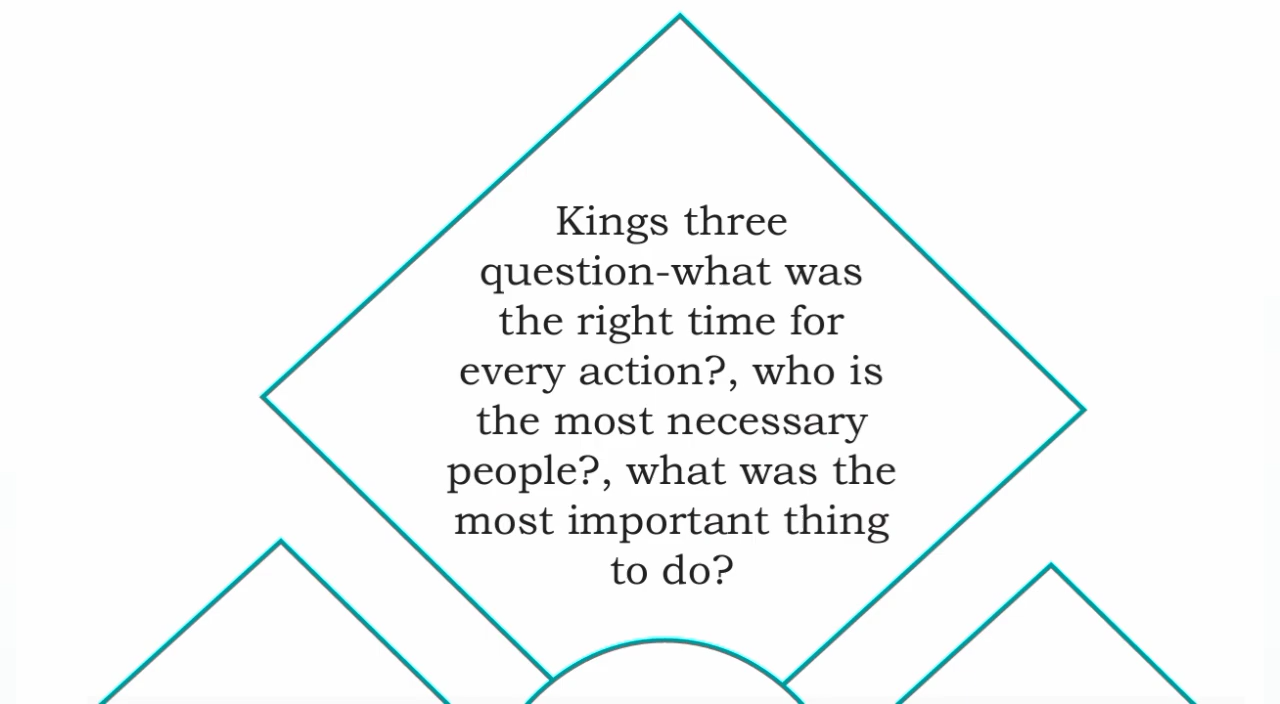 Kings three
question-what was
the right time for
every action?, who is
the most necessary
people?, what was the
most important thing
to do?